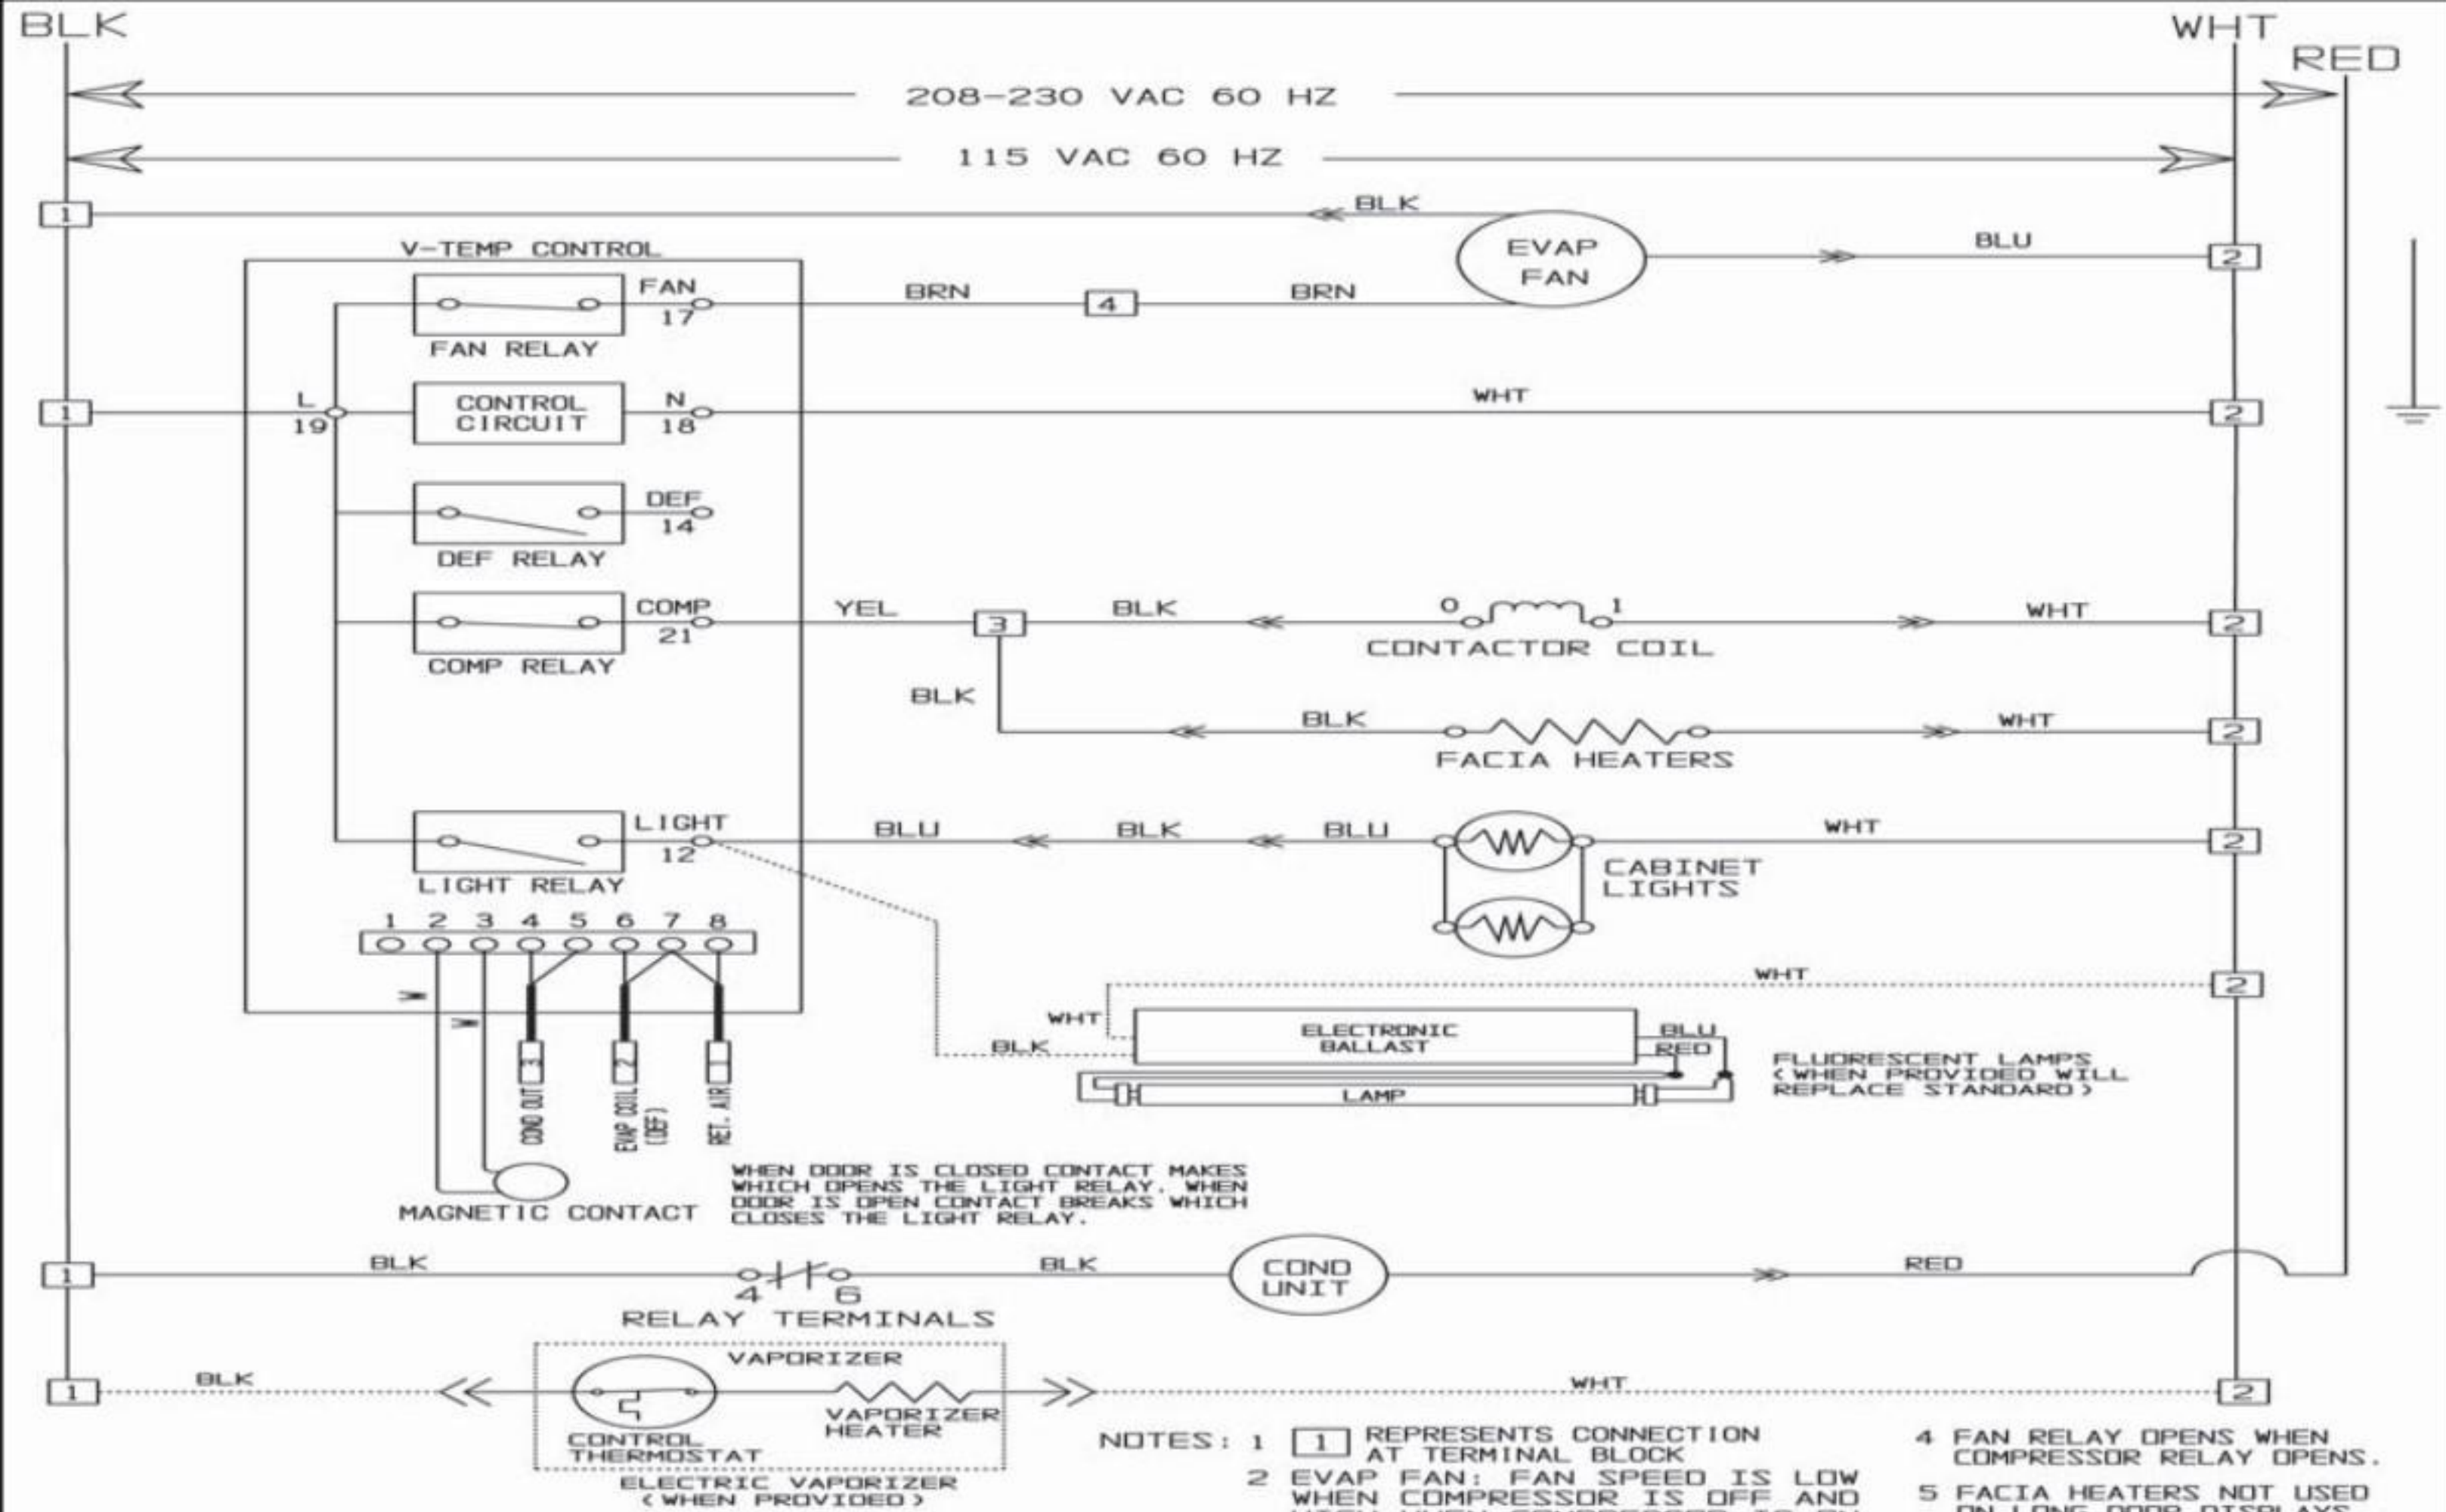 BLK
WHT
RED
208-230 VAC 60 HZ
115 VAC 60 HZ
1
BLK
EVAP
FAN
BLU
2
V-TEMP CONTROL
FAN
17
BRN
4
BRN
FAN RELAY
1
L
19
CONTROL
CIRCUIT
N
18
WHT
2
DEF
14
DEF RELAY
COMP
21
YEL
3
BLK
0
1
WHT
2
CONTACTOR COIL
COMP RELAY
BLK
BLK
WHT
2
FACIA HEATERS
LIGHT
12
BLU
BLK
BLU
WHT
2
CABINET
LIGHTS
LIGHT RELAY
1 2 3 4 5 6 7 8
W
W
WHT
2
WHT
BLK
ELECTRONIC
BALLAST
BLU
RED
LAMP
FLUORESCENT LAMPS
(WHEN PROVIDED WILL
REPLACE STANDARD)
3
2
1
COND OUT
EVAP COIL
(DEF)
RET. AIR
MAGNETIC CONTACT
WHEN DOOR IS CLOSED CONTACT MAKES
WHICH OPENS THE LIGHT RELAY. WHEN
DOOR IS OPEN CONTACT BREAKS WHICH
CLOSES THE LIGHT RELAY.
1
BLK
4
6
BLK
COND
UNIT
RED
RELAY TERMINALS
1
BLK
VAPORIZER
VAPORIZER
HEATER
CONTROL
THERMOSTAT
WHT
2
ELECTRIC VAPORIZER
(WHEN PROVIDED)
NOTES: 1 1 REPRESENTS CONNECTION
AT TERMINAL BLOCK
2 EVAP FAN: FAN SPEED IS LOW
WHEN COMPRESSOR IS OFF AND
4 FAN RELAY OPENS WHEN
COMPRESSOR RELAY OPENS.
5 FACIA HEATERS NOT USED